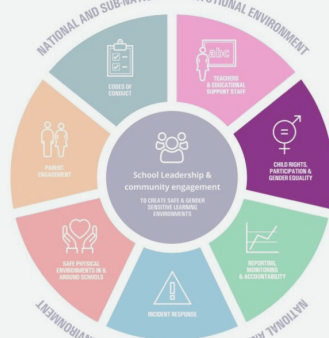 NATIONAL AND SUB-NATIONAL
ENVIRONMENT
abc
TEACHERS
& EDUCATIONAL
SUPPORT STAFF
CHILD RIGHTS,
PARTICIPATION &
GENDER EQUALITY
REPORTING,
MONITORING
& ACCOUNTABILITY
INCIDENT RESPONSE
SAFE PHYSICAL
ENVIRONMENTS IN &
AROUND SCHOOLS
PARENT
ENGAGEMENT
CODES OF
CONDUCT
School Leadership &
community engagement
TO CREATE SAFE & GENDER
SENSITIVE LEARNING
ENVIRONMENTS
NATIONAL